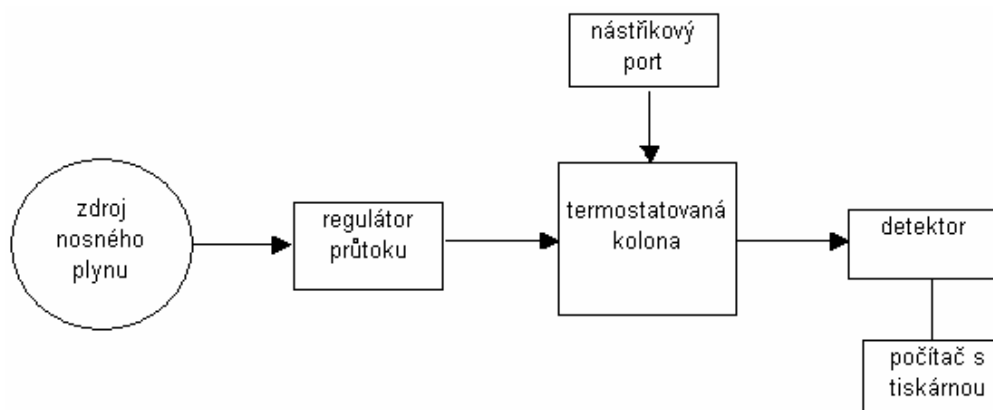 nástřikový
port
zdroj
nosného
plynu
regulátor
průtoku
termostatovaná
kolona
detektor
počítač s
tiskárnou